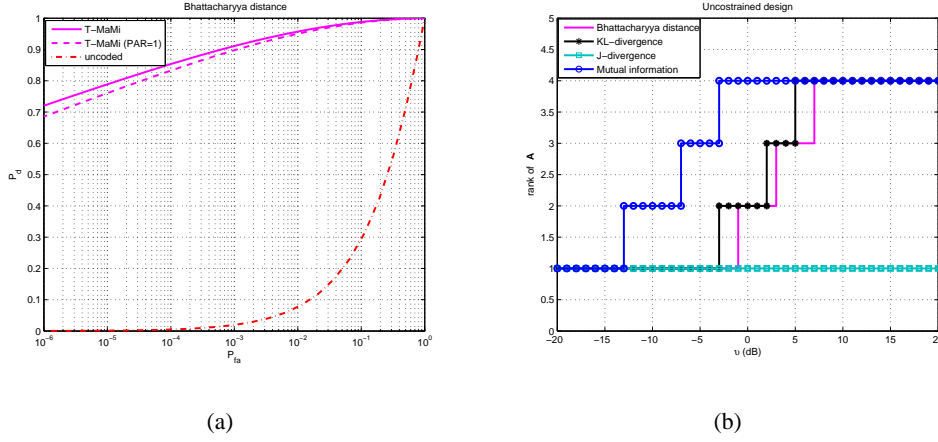 Bhattacharyya distance
T-MaMi
T-MaMi (PAR=1)
uncoded
1
0.9
0.8
0.7
0.6
0.5
0.4
0.3
0.2
0.1
0
P_d
10^-6
10^-5
10^-4
10^-3
10^-2
10^-1
10^0
P_fa
(a)
Uncostrained design
Bhattacharyya distance
KL-divergence
J-divergence
Mutual information
5
4.5
4
3.5
3
2.5
2
1.5
1
0.5
0
rank of A
-20
-15
-10
-5
0
5
10
15
20
υ (dB)
(b)